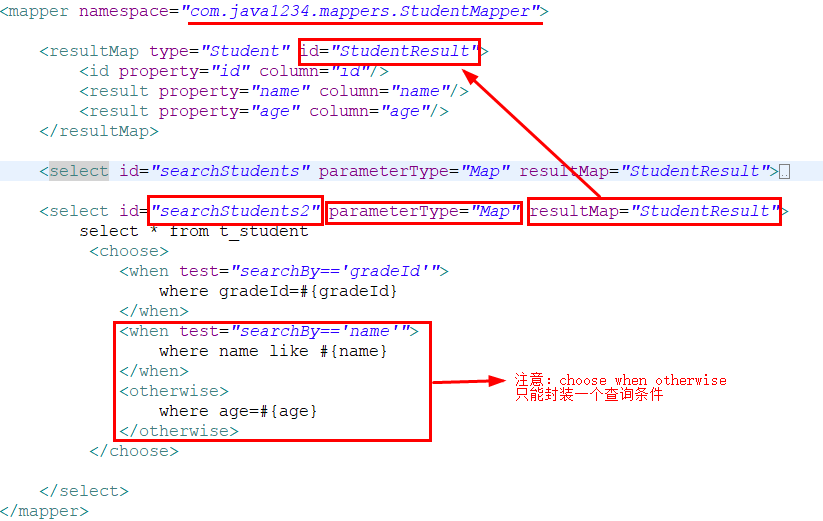 <mapper namespace="com.java1234.mappers.StudentMapper">
<resultMap type="Student" id="StudentResult">
<id property="id" column="id"/>
<result property="name" column="name"/>
<result property="age" column="age"/>
</resultMap>
<select id="searchStudents" parameterType="Map" resultMap="StudentResult">
<select id="searchStudents2" parameterType="Map" resultMap="StudentResult">
select * from t_student
<choose>
<when test="searchBy=='gradeId'">
where gradeId=#{gradeId}
</when>
<when test="searchBy=='name'">
where name like #{name}
</when>
<otherwise>
where age=#{age}
</otherwise>
</choose>
</select>
</mapper>
注意：choose when otherwise
只能封装一个查询条件